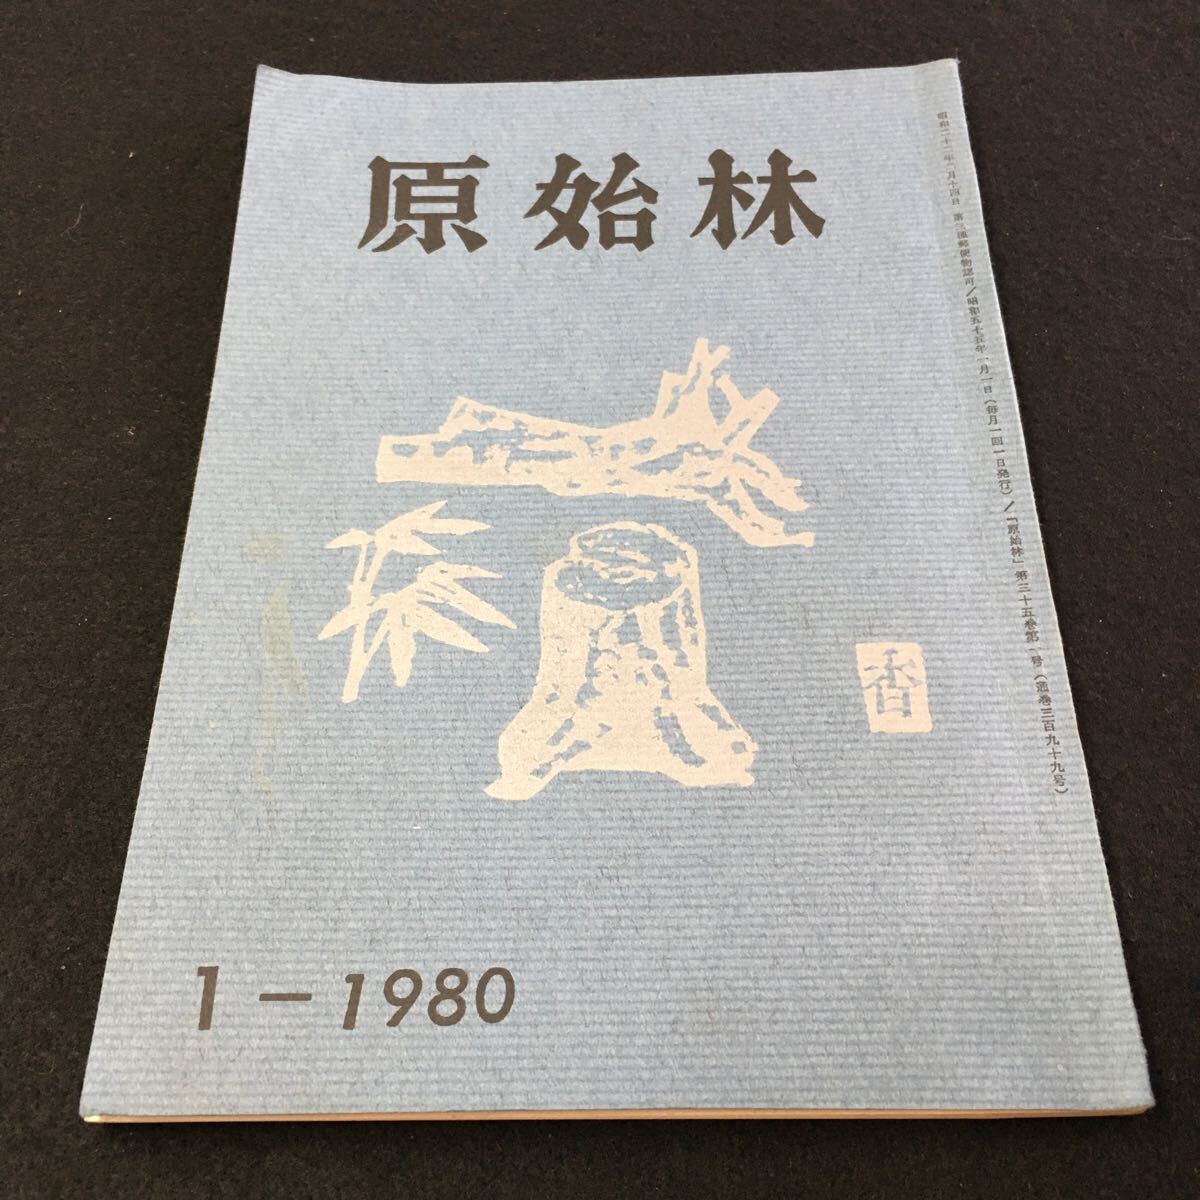 原始林
昭和二十二年二月十四日 第三種郵便物認可/昭和五十五年一月一日(毎月一回一日発行)/「原始林」第三十五巻第一号(通巻三百九十九号)
香
1－1980